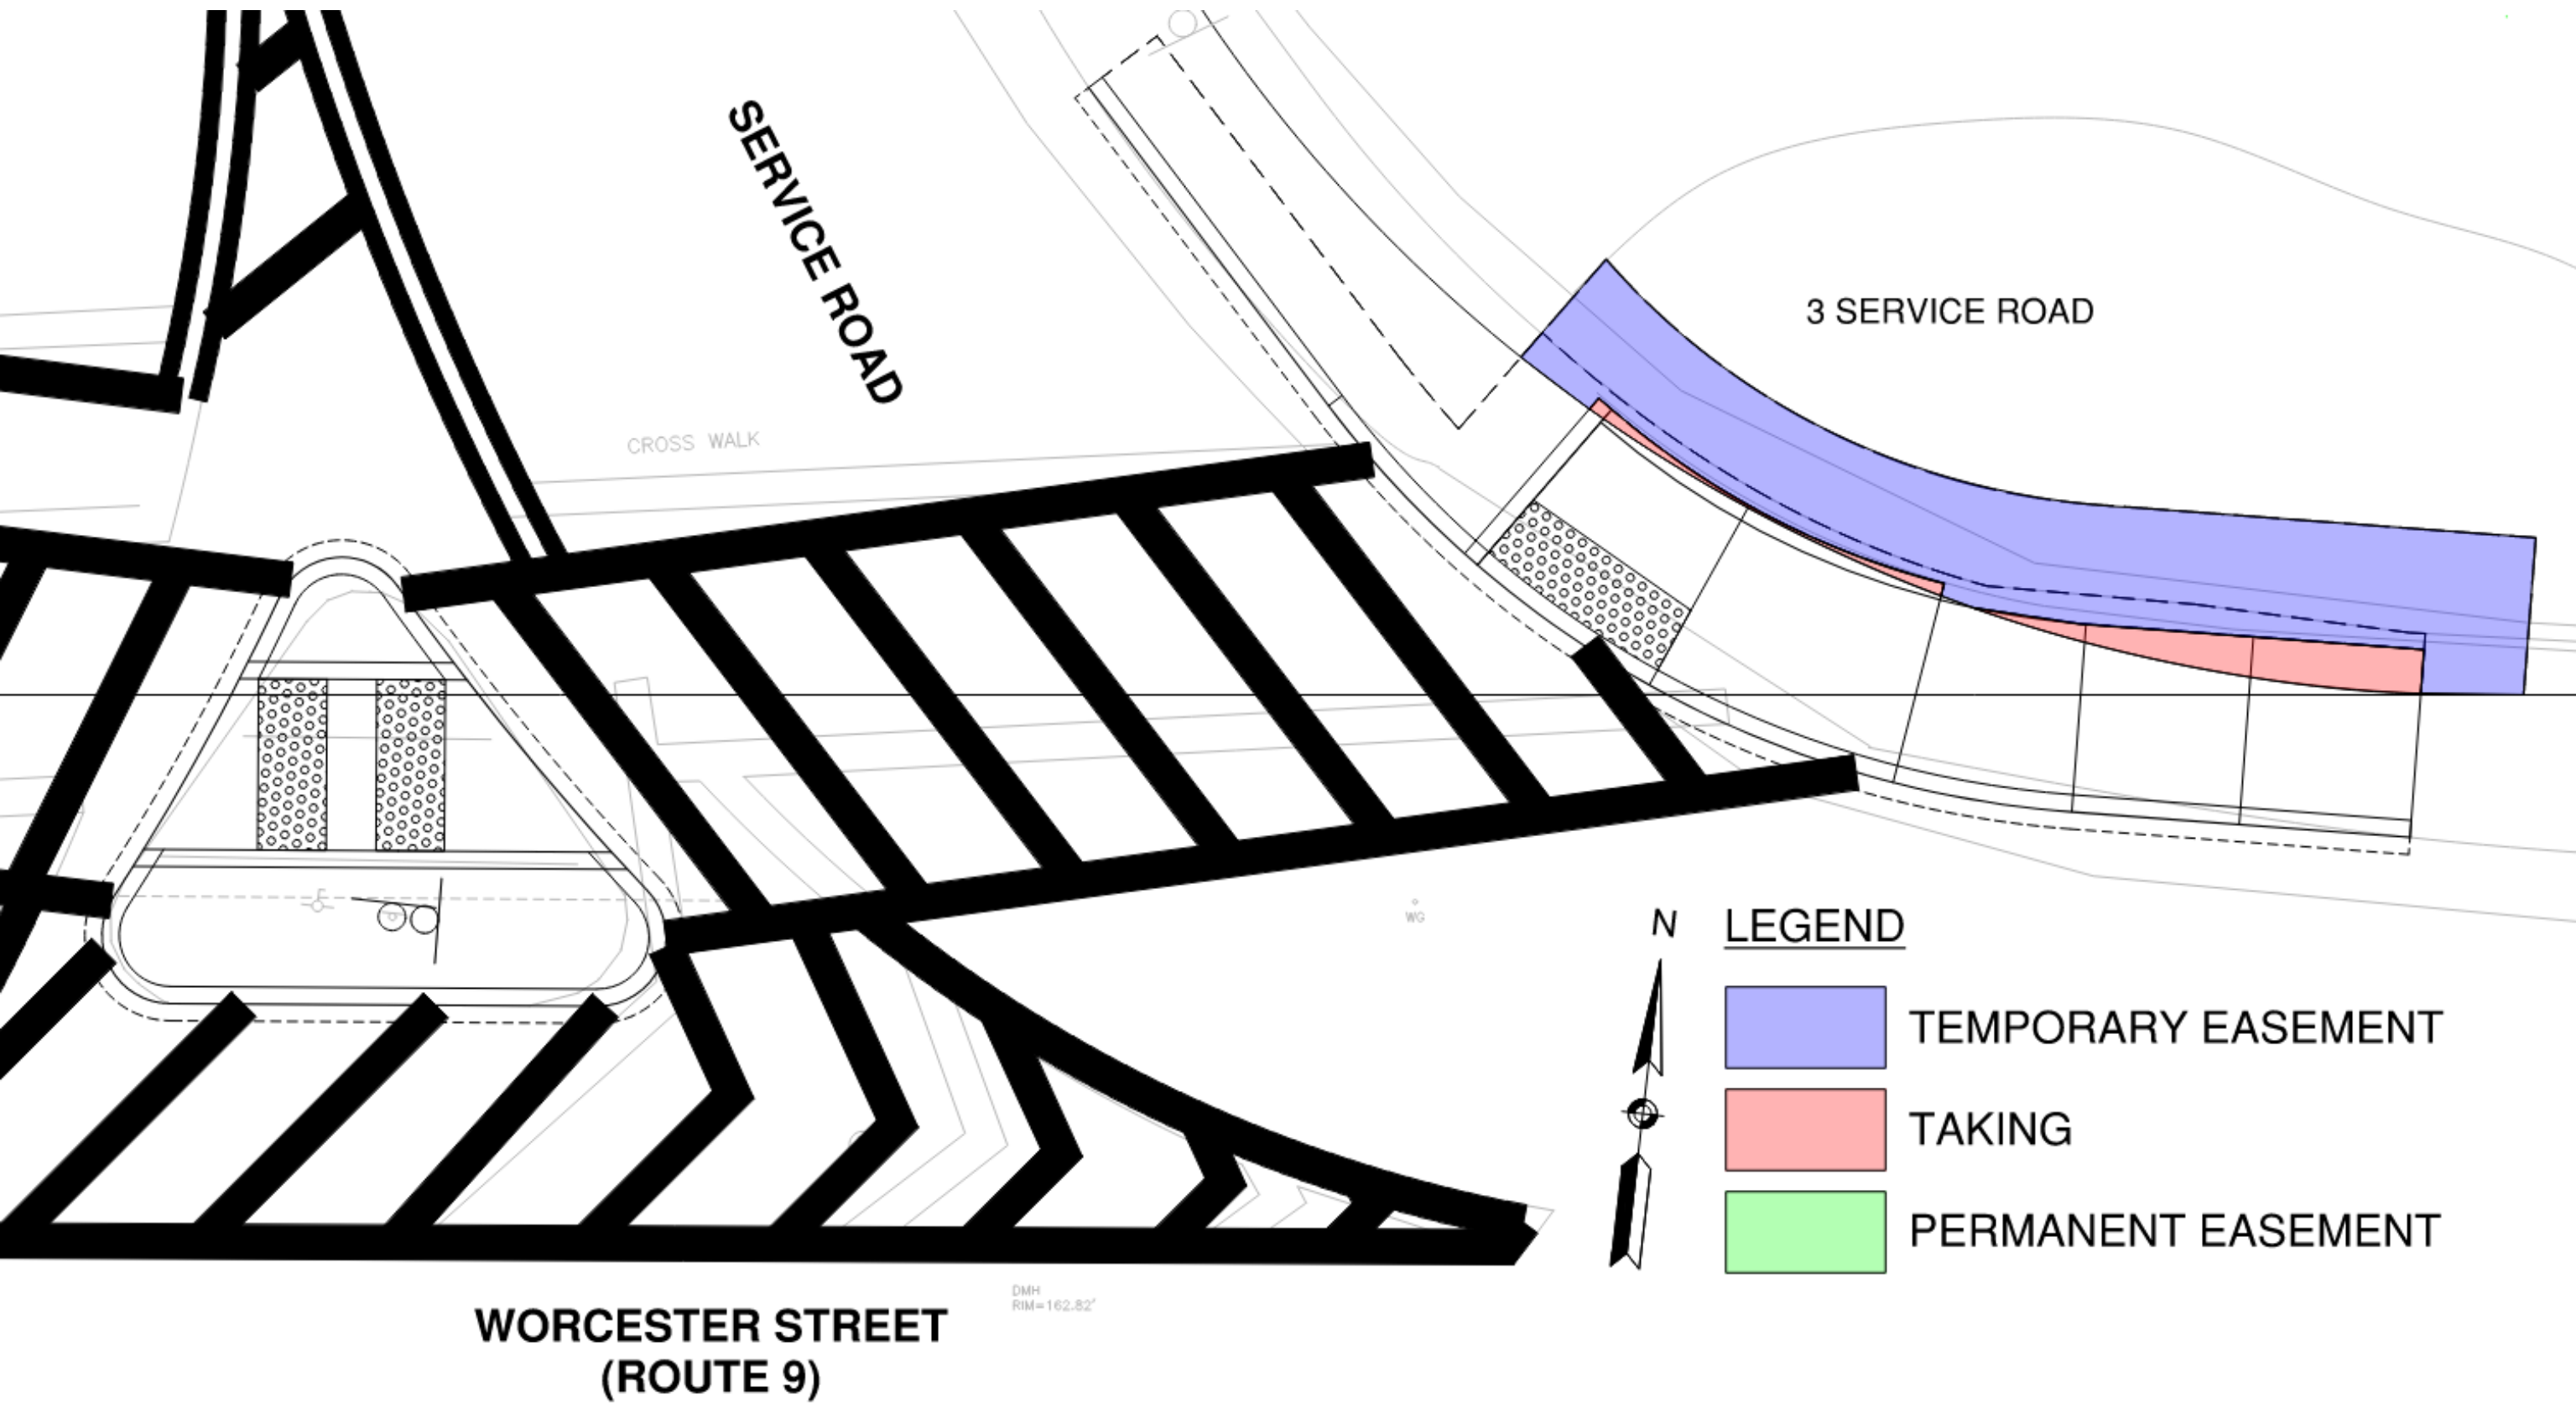 SERVICE ROAD
3 SERVICE ROAD
CROSS WALK
WG
N
LEGEND
TEMPORARY EASEMENT
TAKING
PERMANENT EASEMENT
DMH
RIM=162.82'
WORCESTER STREET
(ROUTE 9)